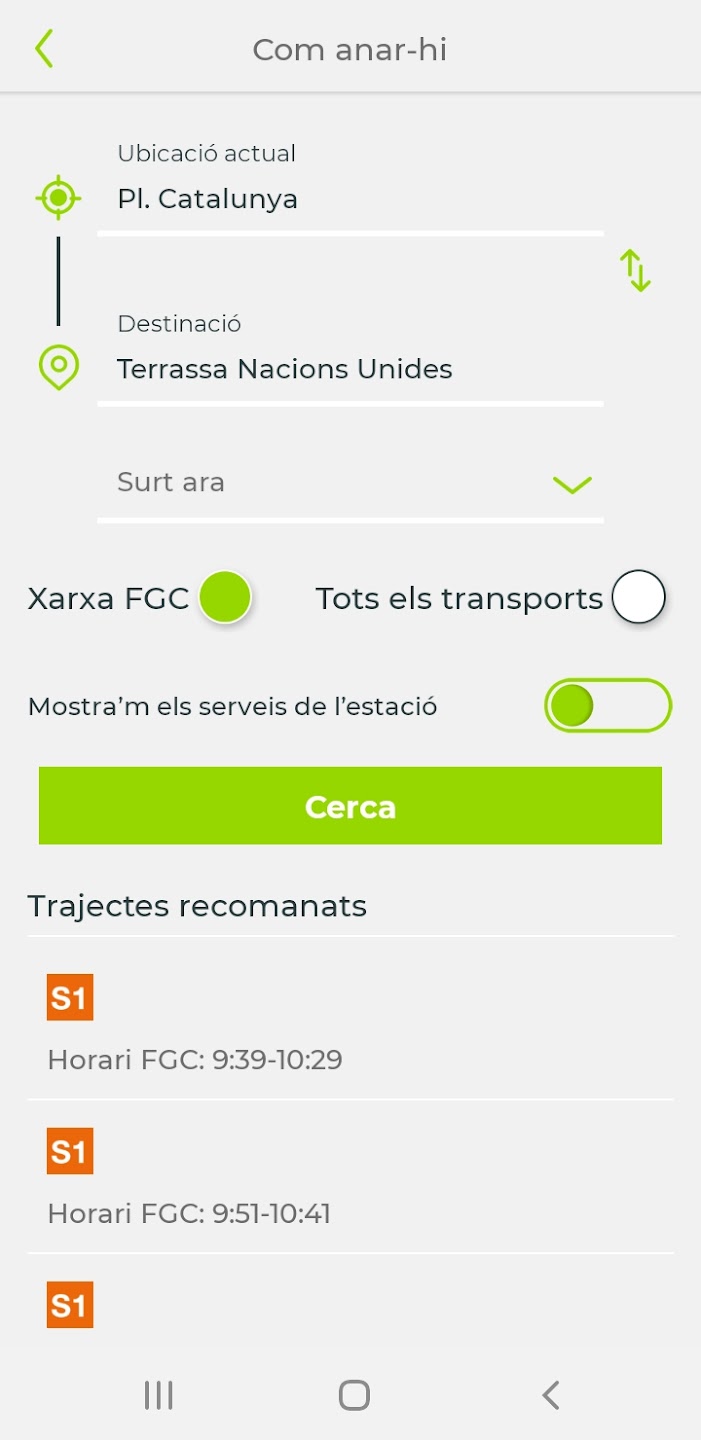 Com anar-hi
Ubicació actual
Pl. Catalunya
Destinació
Terrassa Nacions Unides
Surt ara
Xarxa FGC
Tots els transports
Mostra’m els serveis de l’estació
Cerca
Trajectes recomanats
S1
Horari FGC: 9:39-10:29
S1
Horari FGC: 9:51-10:41
S1